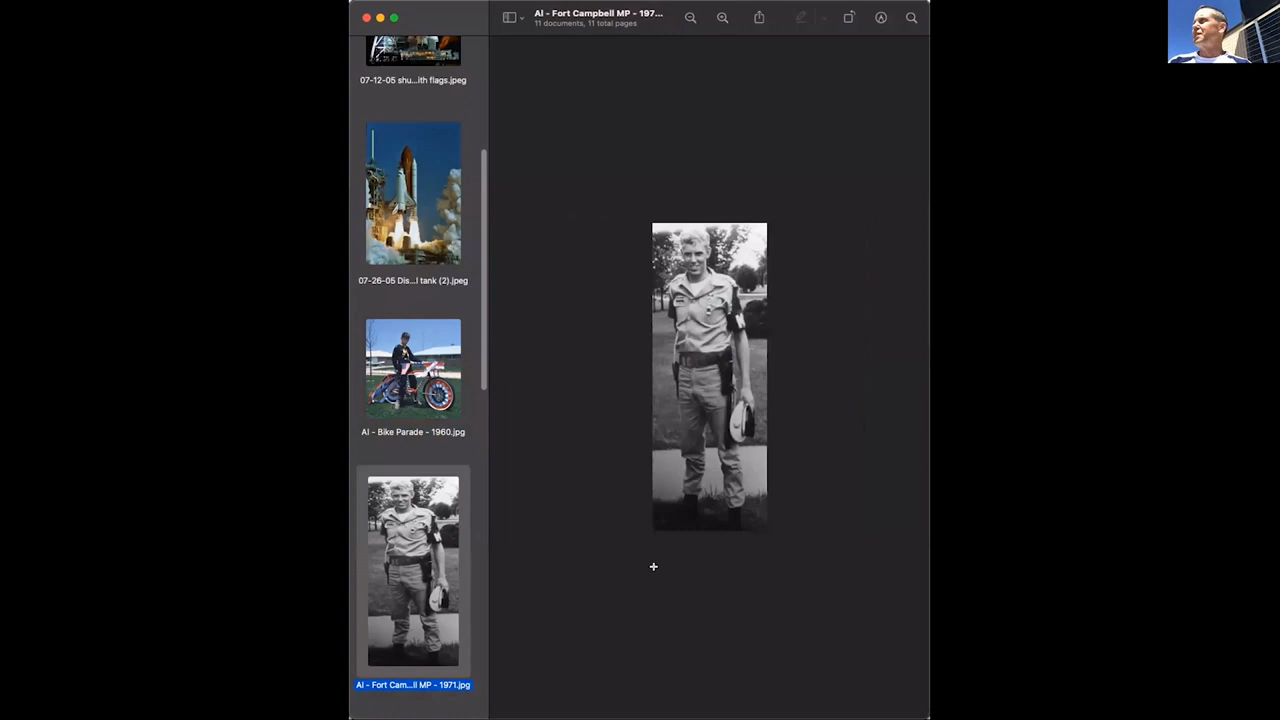 Al - Fort Campbell MP - 197...
11 documents, 11 total pages
07-12-05 shu...ith flags.jpeg
07-26-05 Dis...l tank (2).jpeg
Al - Bike Parade - 1960.jpg
Al - Fort Cam...ll MP - 1971.jpg